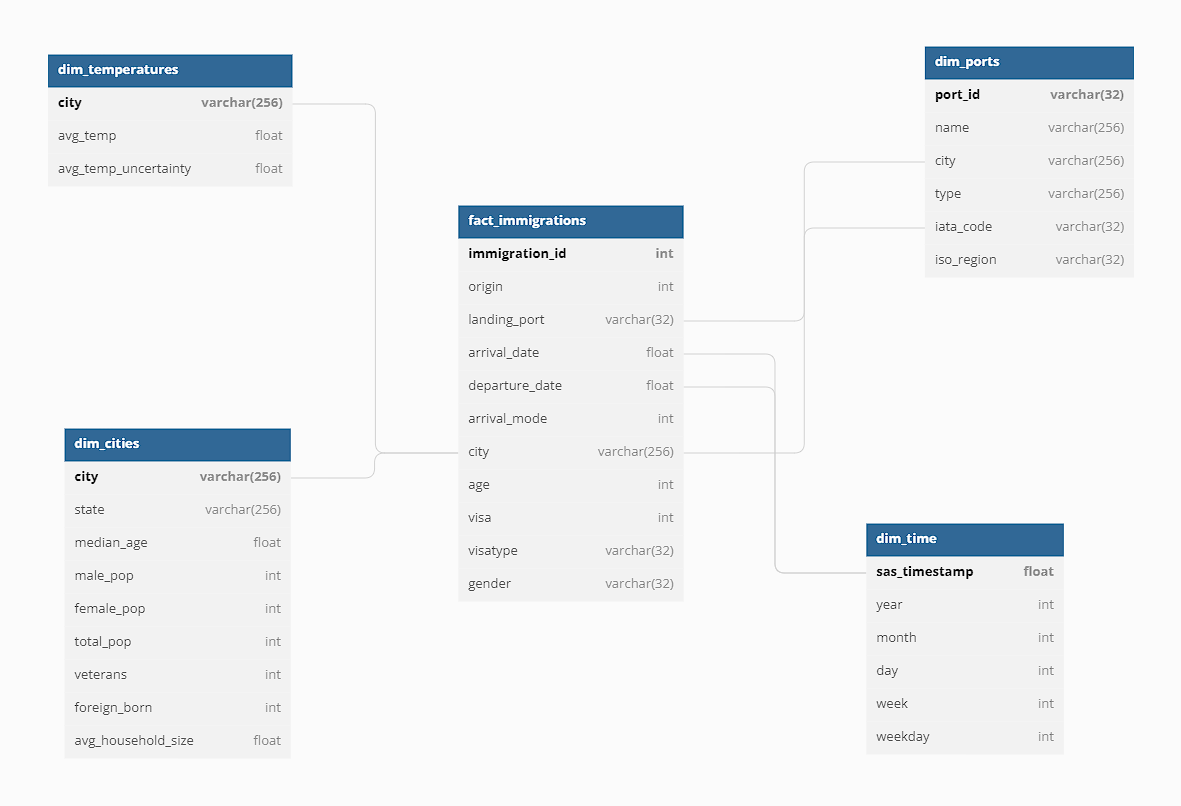 dim_temperatures
city varchar(256)
avg_temp float
avg_temp_uncertainty float
dim_ports
port_id varchar(32)
name varchar(256)
city varchar(256)
type varchar(256)
iata_code varchar(32)
iso_region varchar(32)
fact_immigrations
immigration_id int
origin int
landing_port varchar(32)
arrival_date float
departure_date float
arrival_mode int
city varchar(256)
age int
visa int
visatype varchar(32)
gender varchar(32)
dim_cities
city varchar(256)
state varchar(256)
median_age float
male_pop int
female_pop int
total_pop int
veterans int
foreign_born int
avg_household_size float
dim_time
sas_timestamp float
year int
month int
day int
week int
weekday int